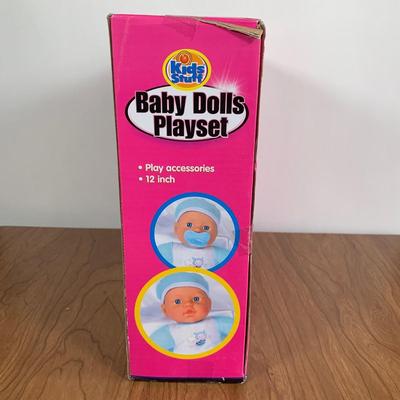 Kids
Stuff
Baby Dolls
Playset
• Play accessories
• 12 inch